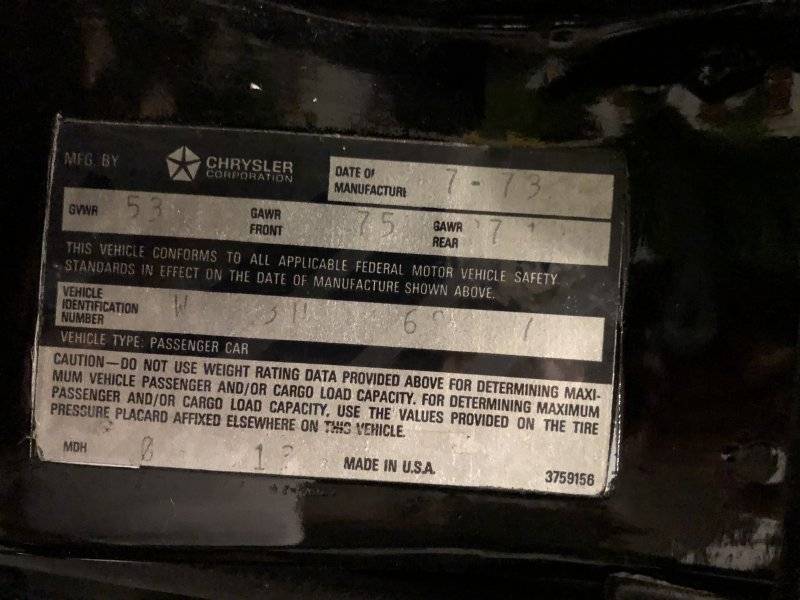 MFG. BY CHRYSLER CORPORATION
DATE OF MANUFACTURE 7-73
GVWR 53 GAWR FRONT 75 GAWR REAR 7
THIS VEHICLE CONFORMS TO ALL APPLICABLE FEDERAL MOTOR VEHICLE SAFETY
STANDARDS IN EFFECT ON THE DATE OF MANUFACTURE SHOWN ABOVE.
VEHICLE
IDENTIFICATION
NUMBER
VEHICLE TYPE: PASSENGER CAR
CAUTION—DO NOT USE WEIGHT RATING DATA PROVIDED ABOVE FOR DETERMINING MAXI-
MUM VEHICLE PASSENGER AND/OR CARGO LOAD CAPACITY. FOR DETERMINING MAXIMUM
PASSENGER AND/OR CARGO LOAD CAPACITY, USE THE VALUES PROVIDED ON THE TIRE
PRESSURE PLACARD AFFIXED ELSEWHERE ON THIS VEHICLE.
MDH MADE IN U.S.A. 3759158